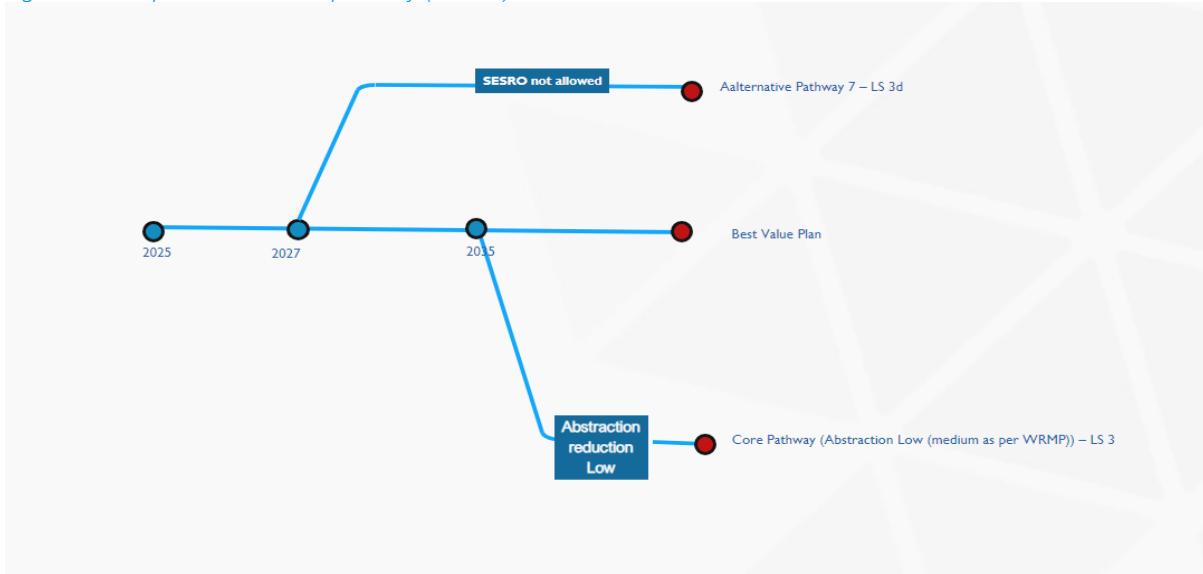 SESRO not allowed
Aalternative Pathway 7 – LS 3d
Best Value Plan
2025
2027
2035
Abstraction
reduction
Low
Core Pathway (Abstraction Low (medium as per WRMP)) – LS 3